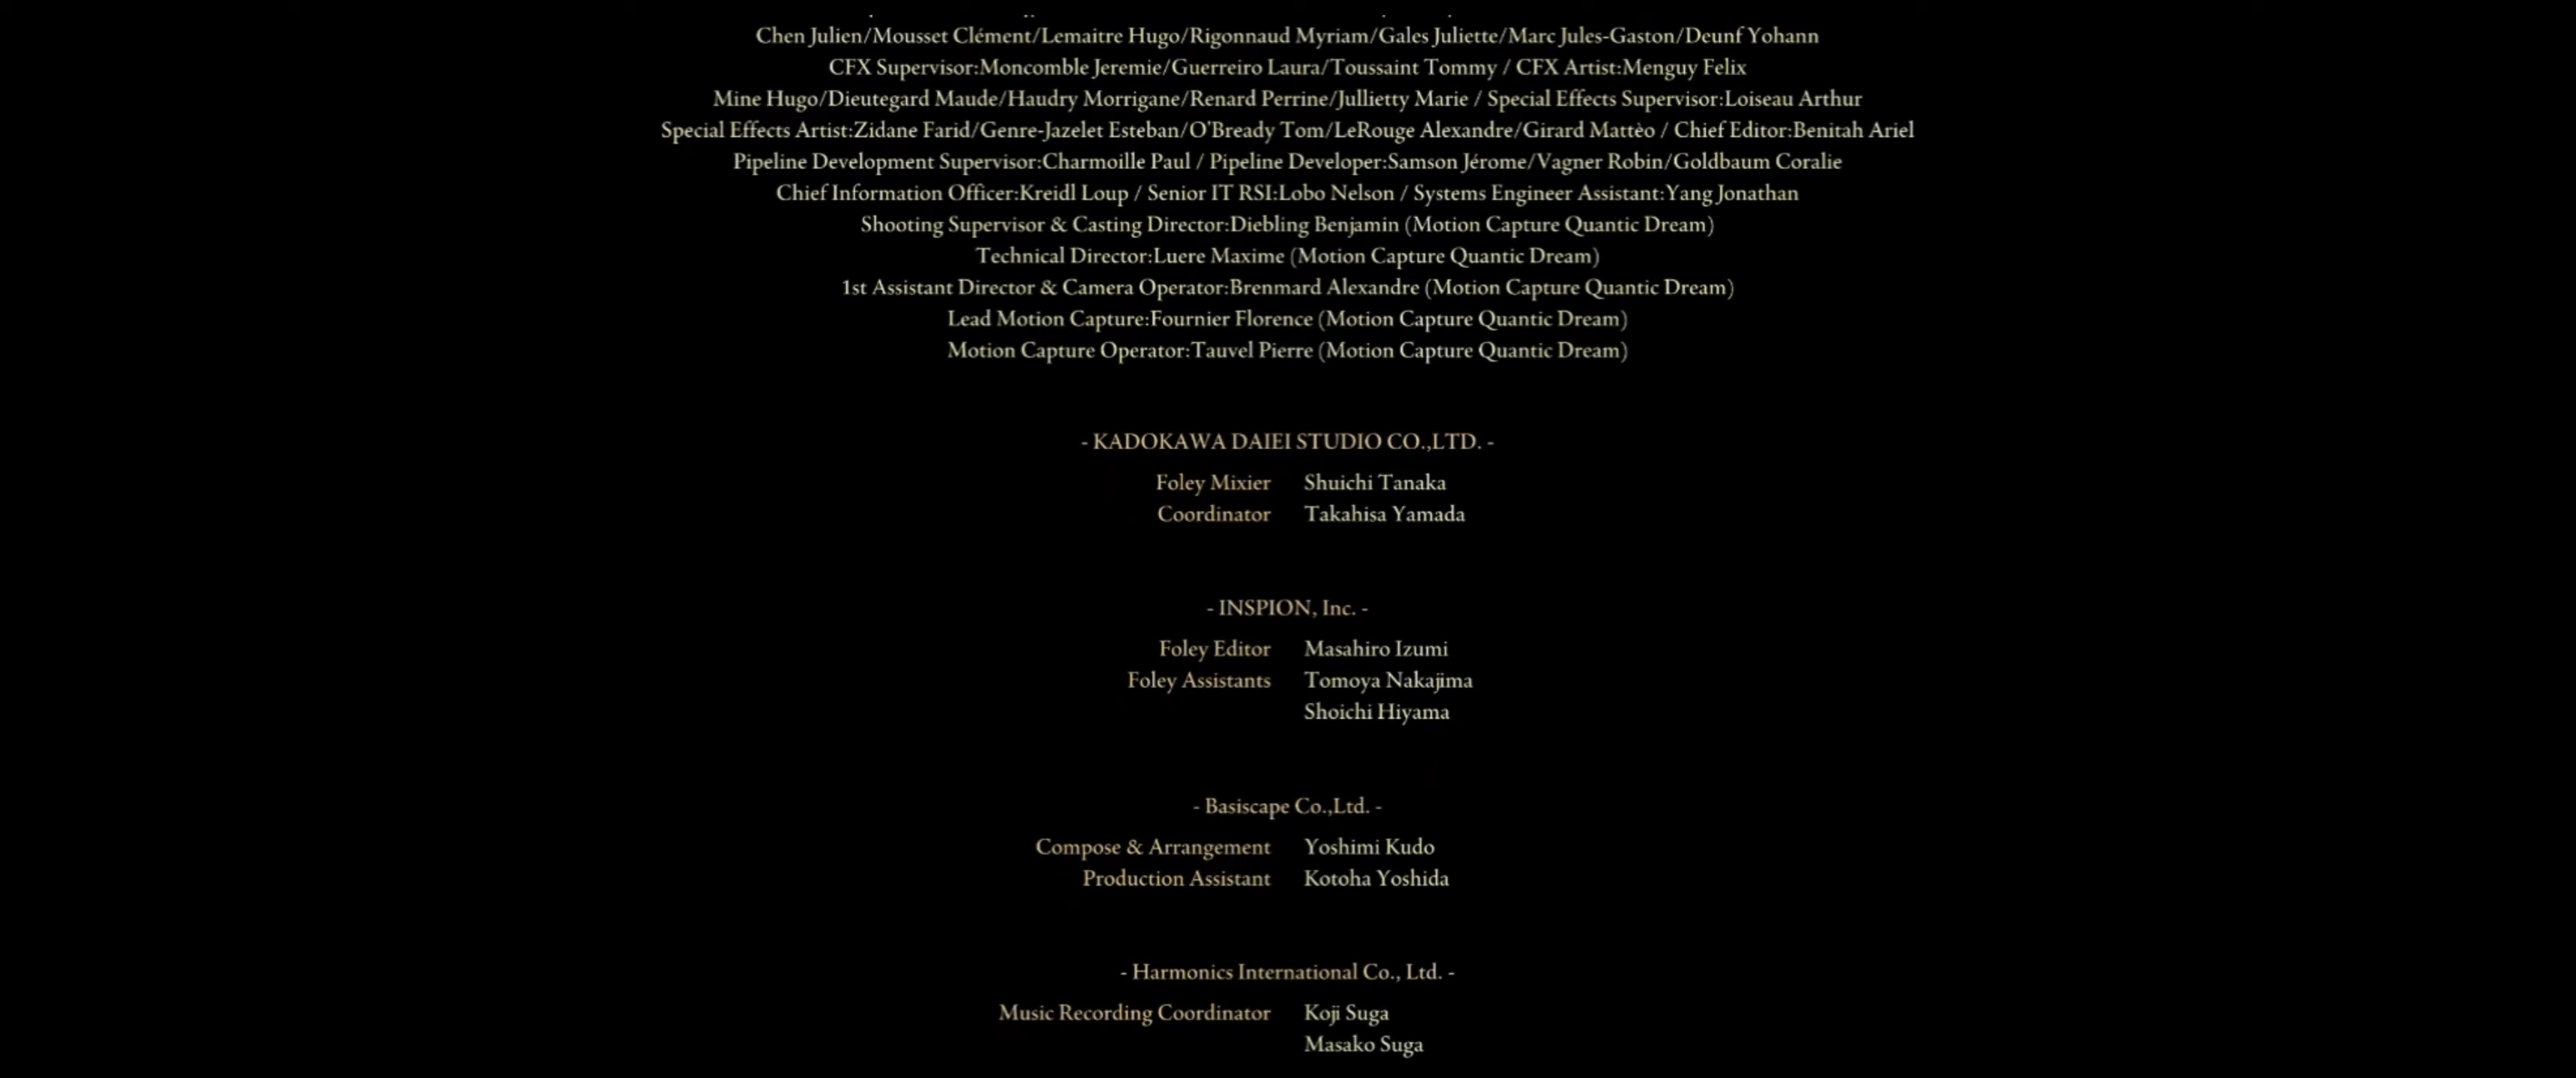 Chen Julien/Mousset Clément/Lemaitre Hugo/Rigonnaud Myriam/Gales Juliette/Marc Jules-Gaston/Deunf Yohann
CFX Supervisor:Moncomble Jeremie/Guerreiro Laura/Toussaint Tommy / CFX Artist:Menguy Felix
Mine Hugo/Dieutegard Maude/Haudry Morrigane/Renard Perrine/Jullietty Marie / Special Effects Supervisor:Loiseau Arthur
Special Effects Artist:Zidane Farid/Genre-Jazelet Esteban/O'Bready Tom/LeRouge Alexandre/Girard Mattèo / Chief Editor:Benitah Ariel
Pipeline Development Supervisor:Charmoille Paul / Pipeline Developer:Samson Jérome/Vagner Robin/Goldbaum Coralie
Chief Information Officer:Kreidl Loup / Senior IT RSI:Lobo Nelson / Systems Engineer Assistant:Yang Jonathan
Shooting Supervisor & Casting Director:Diebling Benjamin (Motion Capture Quantic Dream)
Technical Director:Luere Maxime (Motion Capture Quantic Dream)
1st Assistant Director & Camera Operator:Brenmard Alexandre (Motion Capture Quantic Dream)
Lead Motion Capture:Fournier Florence (Motion Capture Quantic Dream)
Motion Capture Operator:Tauvel Pierre (Motion Capture Quantic Dream)
- KADOKAWA DAIEI STUDIO CO.,LTD. -
Foley Mixier Shuichi Tanaka
Coordinator Takahisa Yamada
- INSPION, Inc. -
Foley Editor Masahiro Izumi
Foley Assistants Tomoya Nakajima
Shoichi Hiyama
- Basiscape Co.,Ltd. -
Compose & Arrangement Yoshimi Kudo
Production Assistant Kotoha Yoshida
- Harmonics International Co., Ltd. -
Music Recording Coordinator Koji Suga
Masako Suga